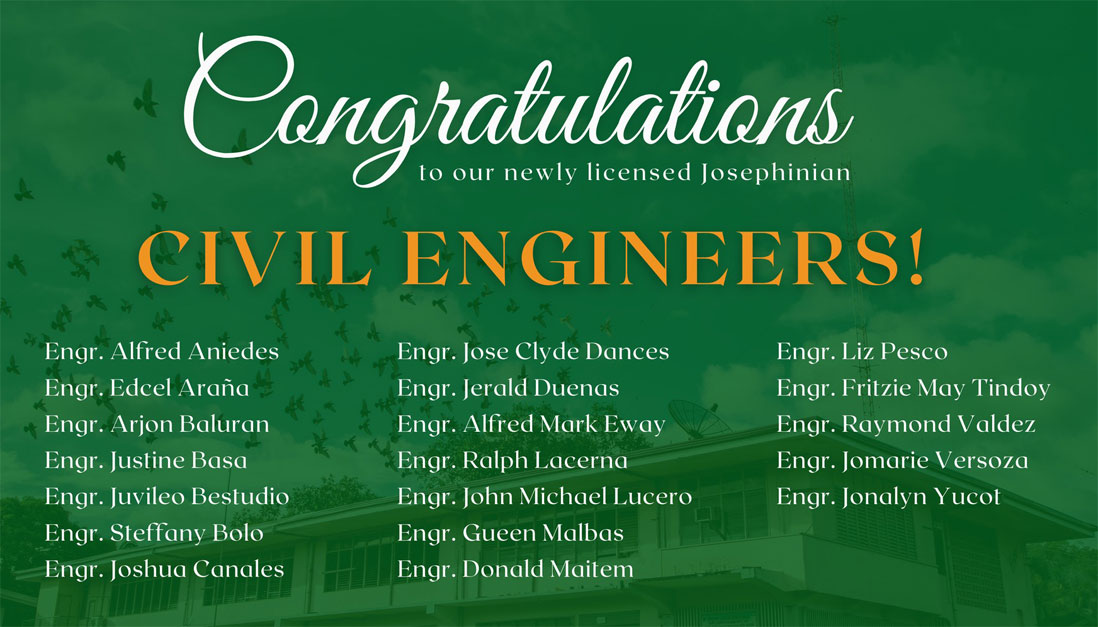 Congratulations
to our newly licensed Josephinian
CIVIL ENGINEERS!
Engr. Alfred Aniedes
Engr. Edcel Araña
Engr. Arjon Baluran
Engr. Justine Basa
Engr. Juvileo Bestudio
Engr. Steffany Bolo
Engr. Joshua Canales
Engr. Jose Clyde Dances
Engr. Jerald Duenas
Engr. Alfred Mark Eway
Engr. Ralph Lacerna
Engr. John Michael Lucero
Engr. Gueen Malbas
Engr. Donald Maitem
Engr. Liz Pesco
Engr. Fritzie May Tindoy
Engr. Raymond Valdez
Engr. Jomarie Versoza
Engr. Jonalyn Yucot